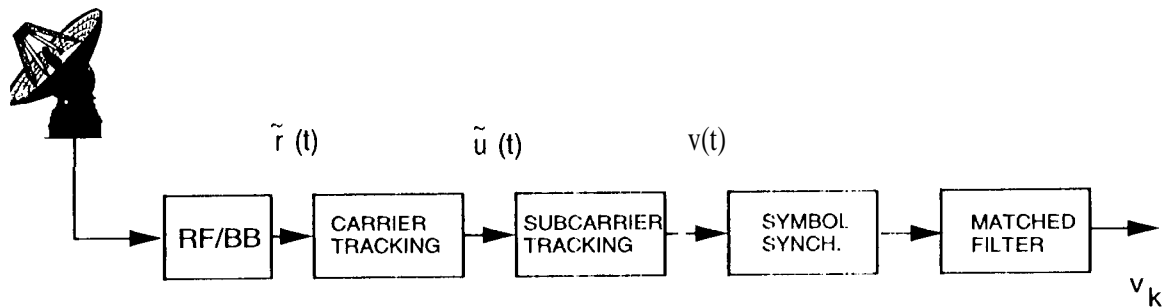 r̃ (t) ũ (t) v(t)
RF/BB
CARRIER
TRACKING
SUBCARRIER
TRACKING
SYMBOL
SYNCH.
MATCHED
FILTER
v_k